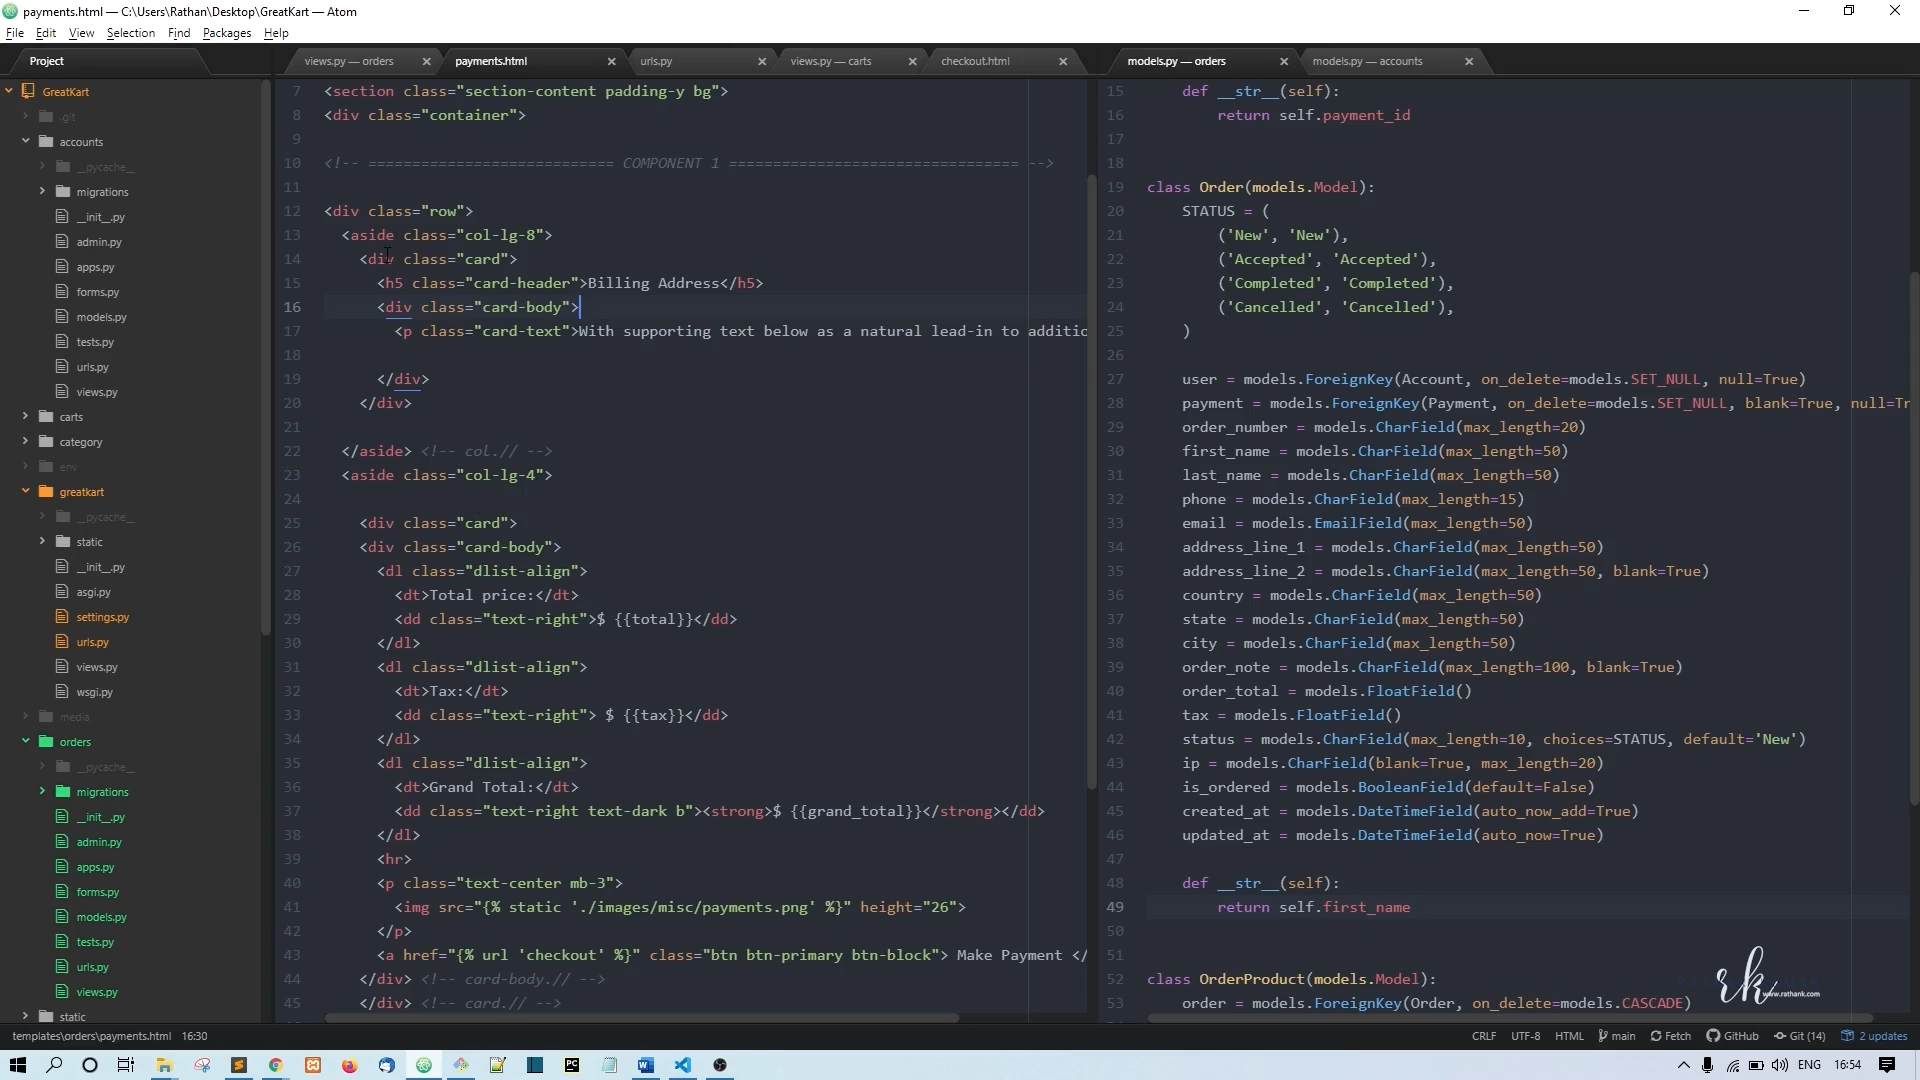 payments.html — C:\Users\Rathan\Desktop\GreatKart — Atom
File Edit View Selection Find Packages Help
Project
views.py — orders
payments.html
urls.py
views.py — carts
checkout.html
models.py — orders
models.py — accounts
GreatKart
.git
accounts
__pycache__
migrations
__init__.py
admin.py
apps.py
forms.py
models.py
tests.py
urls.py
views.py
carts
category
env
greatkart
__pycache__
static
__init__.py
asgi.py
settings.py
urls.py
views.py
wsgi.py
media
orders
__pycache__
migrations
__init__.py
admin.py
apps.py
forms.py
models.py
tests.py
urls.py
views.py
static
7 <section class="section-content padding-y bg">
8 <div class="container">
9
10 <!-- ============================ COMPONENT 1 ================================= -->
11
12 <div class="row">
13 <aside class="col-lg-8">
14 <div class="card">
15 <h5 class="card-header">Billing Address</h5>
16 <div class="card-body">
17 <p class="card-text">With supporting text below as a natural lead-in to additio
18
19 </div>
20 </div>
21
22 </aside> <!-- col.// -->
23 <aside class="col-lg-4">
24
25 <div class="card">
26 <div class="card-body">
27 <dl class="dlist-align">
28 <dt>Total price:</dt>
29 <dd class="text-right">$ {{total}}</dd>
30 </dl>
31 <dl class="dlist-align">
32 <dt>Tax:</dt>
33 <dd class="text-right"> $ {{tax}}</dd>
34 </dl>
35 <dl class="dlist-align">
36 <dt>Grand Total:</dt>
37 <dd class="text-right text-dark b"><strong>$ {{grand_total}}</strong></dd>
38 </dl>
39 <hr>
40 <p class="text-center mb-3">
41 <img src="{% static './images/misc/payments.png' %}" height="26">
42 </p>
43 <a href="{% url 'checkout' %}" class="btn btn-primary btn-block"> Make Payment </
44 </div> <!-- card-body.// -->
45 </div> <!-- card.// -->
15 def __str__(self):
16 return self.payment_id
17
18
19 class Order(models.Model):
20 STATUS = (
21 ('New', 'New'),
22 ('Accepted', 'Accepted'),
23 ('Completed', 'Completed'),
24 ('Cancelled', 'Cancelled'),
25 )
26
27 user = models.ForeignKey(Account, on_delete=models.SET_NULL, null=True)
28 payment = models.ForeignKey(Payment, on_delete=models.SET_NULL, blank=True, null=Tr
29 order_number = models.CharField(max_length=20)
30 first_name = models.CharField(max_length=50)
31 last_name = models.CharField(max_length=50)
32 phone = models.CharField(max_length=15)
33 email = models.EmailField(max_length=50)
34 address_line_1 = models.CharField(max_length=50)
35 address_line_2 = models.CharField(max_length=50, blank=True)
36 country = models.CharField(max_length=50)
37 state = models.CharField(max_length=50)
38 city = models.CharField(max_length=50)
39 order_note = models.CharField(max_length=100, blank=True)
40 order_total = models.FloatField()
41 tax = models.FloatField()
42 status = models.CharField(max_length=10, choices=STATUS, default='New')
43 ip = models.CharField(blank=True, max_length=20)
44 is_ordered = models.BooleanField(default=False)
45 created_at = models.DateTimeField(auto_now_add=True)
46 updated_at = models.DateTimeField(auto_now=True)
47
48 def __str__(self):
49 return self.first_name
50
51
52 class OrderProduct(models.Model):
53 order = models.ForeignKey(Order, on_delete=models.CASCADE)
rk
www.rathank.com
templates\orders\payments.html 16:30
CRLF UTF-8 HTML main Fetch GitHub Git (14) 2 updates
ENG 16:54